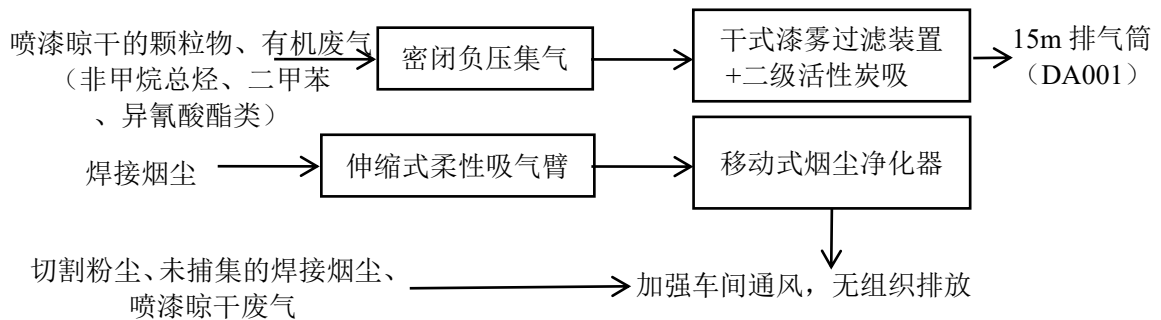 喷漆晾干的颗粒物、有机废气
（非甲烷总烃、二甲苯
、异氰酸酯类）
密闭负压集气
干式漆雾过滤装置
+二级活性炭吸
15m 排气筒
（DA001）
焊接烟尘
伸缩式柔性吸气臂
移动式烟尘净化器
切割粉尘、未捕集的焊接烟尘、
喷漆晾干废气
加强车间通风，无组织排放